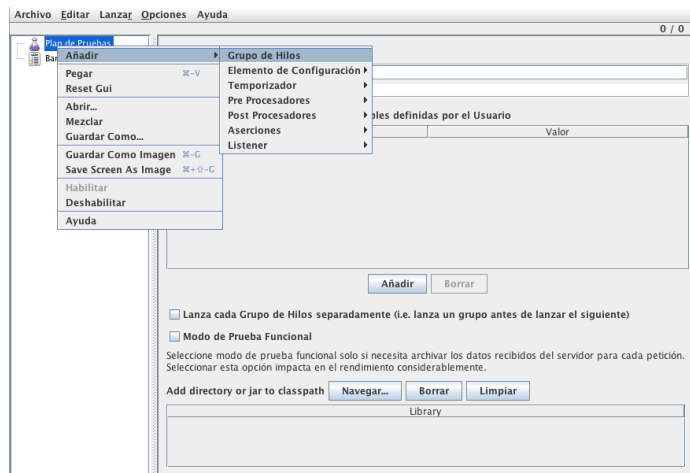 Archivo Editar Lanzar Opciones Ayuda
0 / 0
Plan de Pruebas
Ban
Añadir
Pegar ⌘-V
Reset Gui
Abrir...
Mezclar
Guardar Como...
Guardar Como Imagen ⌘-G
Save Screen As Image ⌘+⇧-G
Habilitar
Deshabilitar
Ayuda
Grupo de Hilos
Elemento de Configuración
Temporizador
Pre Procesadores
Post Procesadores
Aserciones
Listener
bles definidas por el Usuario
Valor
Añadir Borrar
Lanza cada Grupo de Hilos separadamente (i.e. lanza un grupo antes de lanzar el siguiente)
Modo de Prueba Funcional
Seleccione modo de prueba funcional solo si necesita archivar los datos recibidos del servidor para cada petición.
Seleccionar esta opción impacta en el rendimiento considerablemente.
Add directory or jar to classpath Navegar... Borrar Limpiar
Library